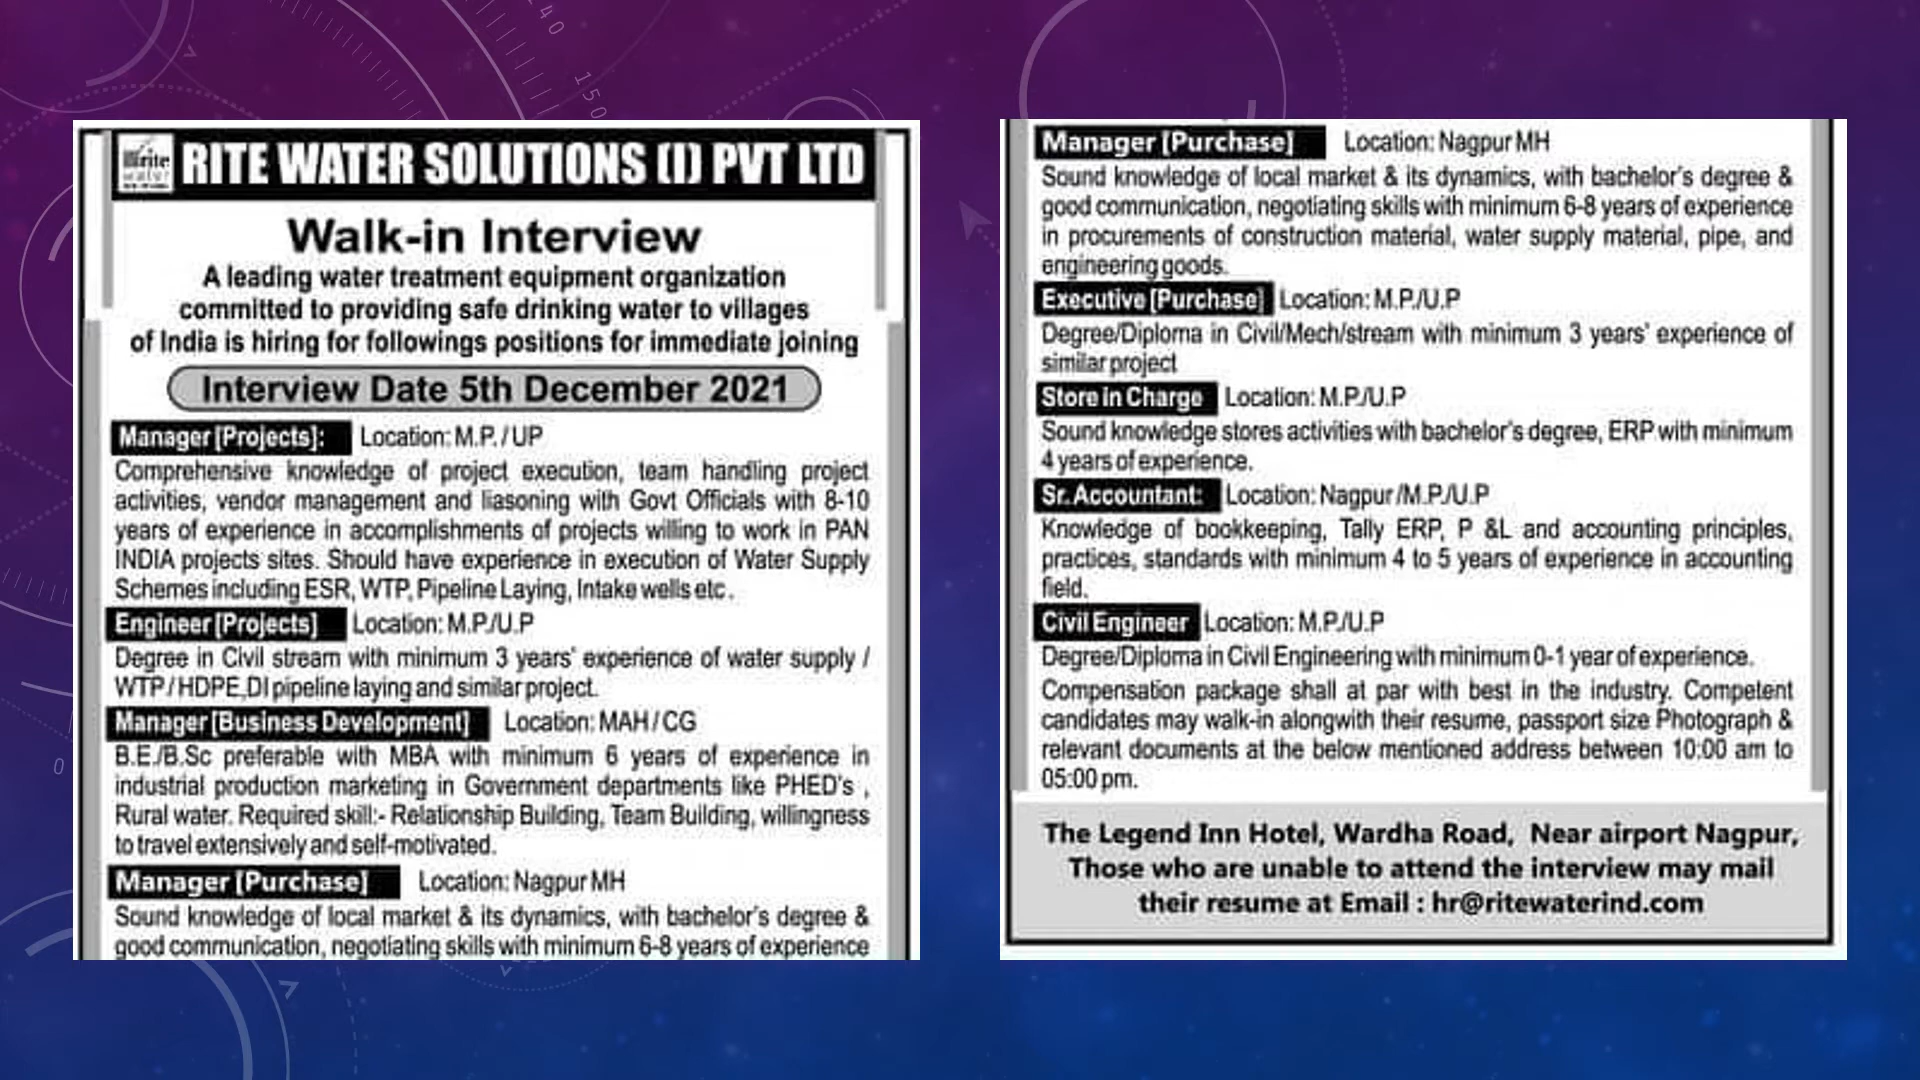 rite
water
RITE WATER SOLUTIONS (I) PVT LTD
Walk-in Interview
A leading water treatment equipment organization
committed to providing safe drinking water to villages
of India is hiring for followings positions for immediate joining
Interview Date 5th December 2021
Manager [Projects]: Location: M.P. / UP
Comprehensive knowledge of project execution, team handling project
activities, vendor management and liasoning with Govt Officials with 8-10
years of experience in accomplishments of projects willing to work in PAN
INDIA projects sites. Should have experience in execution of Water Supply
Schemes including ESR, WTP, Pipeline Laying, Intake wells etc.
Engineer [Projects] Location: M.P./U.P
Degree in Civil stream with minimum 3 years' experience of water supply /
WTP / HDPE,DI pipeline laying and similar project.
Manager [Business Development] Location: MAH / CG
B.E./B.Sc preferable with MBA with minimum 6 years of experience in
industrial production marketing in Government departments like PHED's ,
Rural water. Required skill:- Relationship Building, Team Building, willingness
to travel extensively and self-motivated.
Manager [Purchase] Location: Nagpur MH
Sound knowledge of local market & its dynamics, with bachelor's degree &
good communication, negotiating skills with minimum 6-8 years of experience
Manager [Purchase] Location: Nagpur MH
Sound knowledge of local market & its dynamics, with bachelor's degree &
good communication, negotiating skills with minimum 6-8 years of experience
in procurements of construction material, water supply material, pipe, and
engineering goods.
Executive [Purchase] Location: M.P./U.P
Degree/Diploma in Civil/Mech/stream with minimum 3 years' experience of
similar project
Store in Charge Location: M.P./U.P
Sound knowledge stores activities with bachelor's degree, ERP with minimum
4 years of experience.
Sr. Accountant: Location: Nagpur /M.P./U.P
Knowledge of bookkeeping, Tally ERP, P &L and accounting principles,
practices, standards with minimum 4 to 5 years of experience in accounting
field.
Civil Engineer Location: M.P./U.P
Degree/Diploma in Civil Engineering with minimum 0-1 year of experience.
Compensation package shall at par with best in the industry. Competent
candidates may walk-in alongwith their resume, passport size Photograph &
relevant documents at the below mentioned address between 10:00 am to
05:00 pm.
The Legend Inn Hotel, Wardha Road, Near airport Nagpur,
Those who are unable to attend the interview may mail
their resume at Email : hr@ritewaterind.com
140
150
0